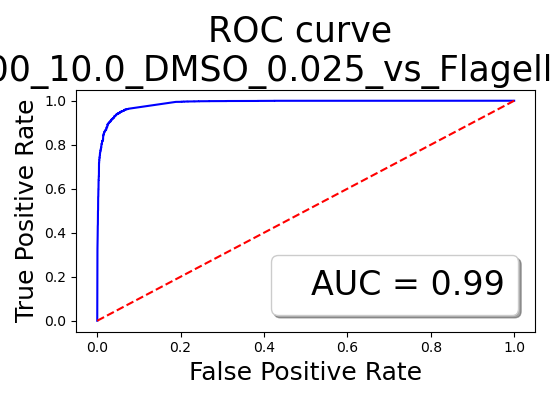 ROC curve
00_10.0_DMSO_0.025_vs_Flagell
1.0
0.8
0.6
0.4
0.2
0.0
True Positive Rate
AUC = 0.99
0.0 0.2 0.4 0.6 0.8 1.0
False Positive Rate